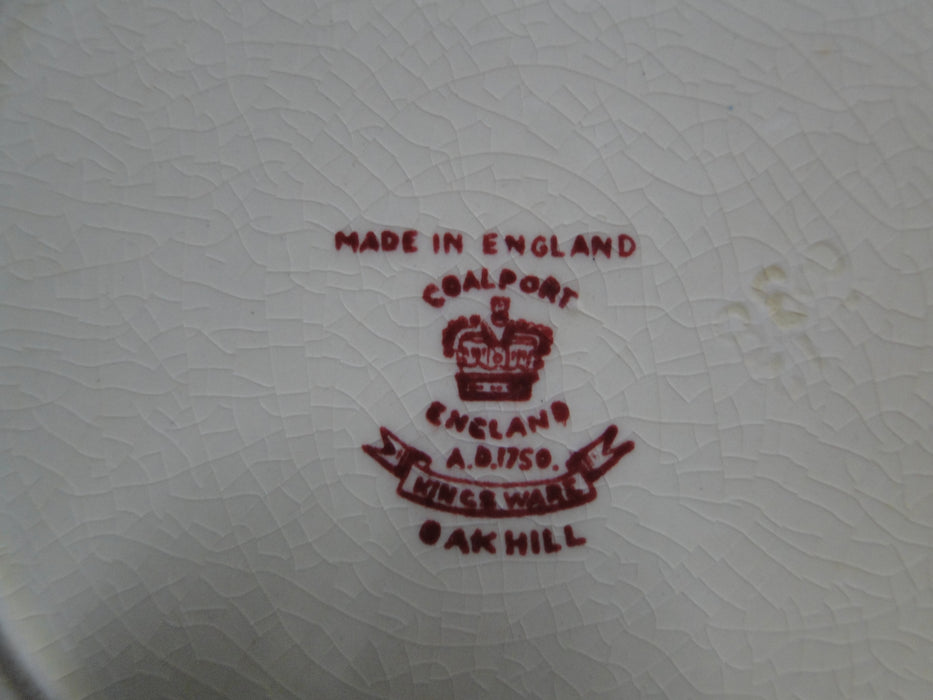 MADE IN ENGLAND
COALPORT
ENGLAND
A.D.1750.
KINGS WARE
OAK HILL